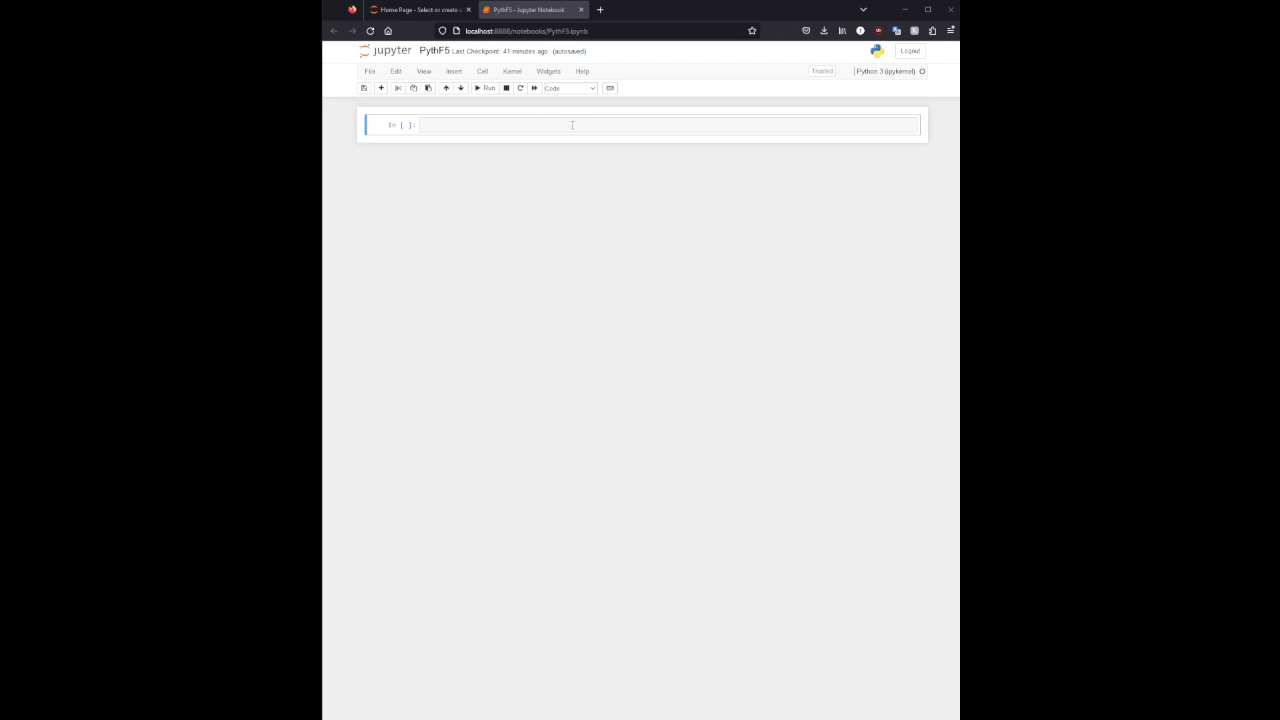 Home Page - Select or create a
PythF5 - Jupyter Notebook
localhost:8888/notebooks/PythF5.ipynb
jupyter PythF5 Last Checkpoint: 41 minutes ago (autosaved)
Logout
File Edit View Insert Cell Kernel Widgets Help
Trusted
Python 3 (ipykernel)
Run
Code
In [ ]: